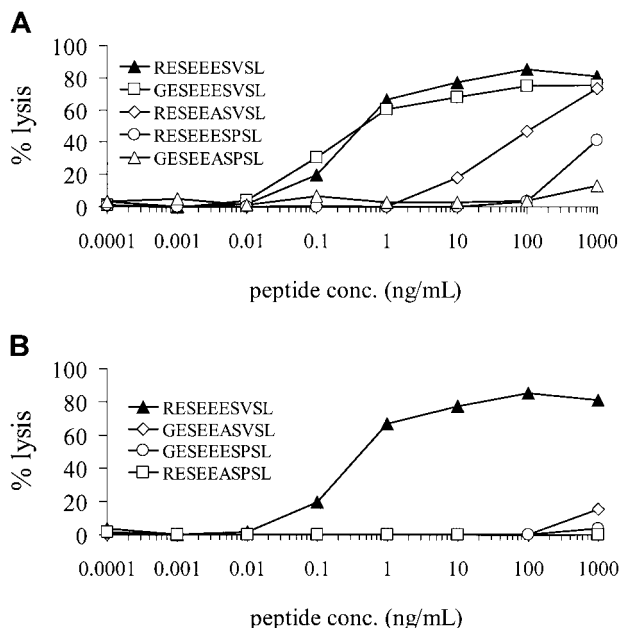 A
100
80
60
40
20
0
% lysis
RESEEESVSL
GESEEESVSL
RESEEASVSL
RESEEESPSL
GESEEASPSL
0.0001 0.001 0.01 0.1 1 10 100 1000
peptide conc. (ng/mL)
B
100
80
60
40
20
0
% lysis
RESEEESVSL
GESEEASVSL
GESEEESPSL
RESEEASPSL
0.0001 0.001 0.01 0.1 1 10 100 1000
peptide conc. (ng/mL)